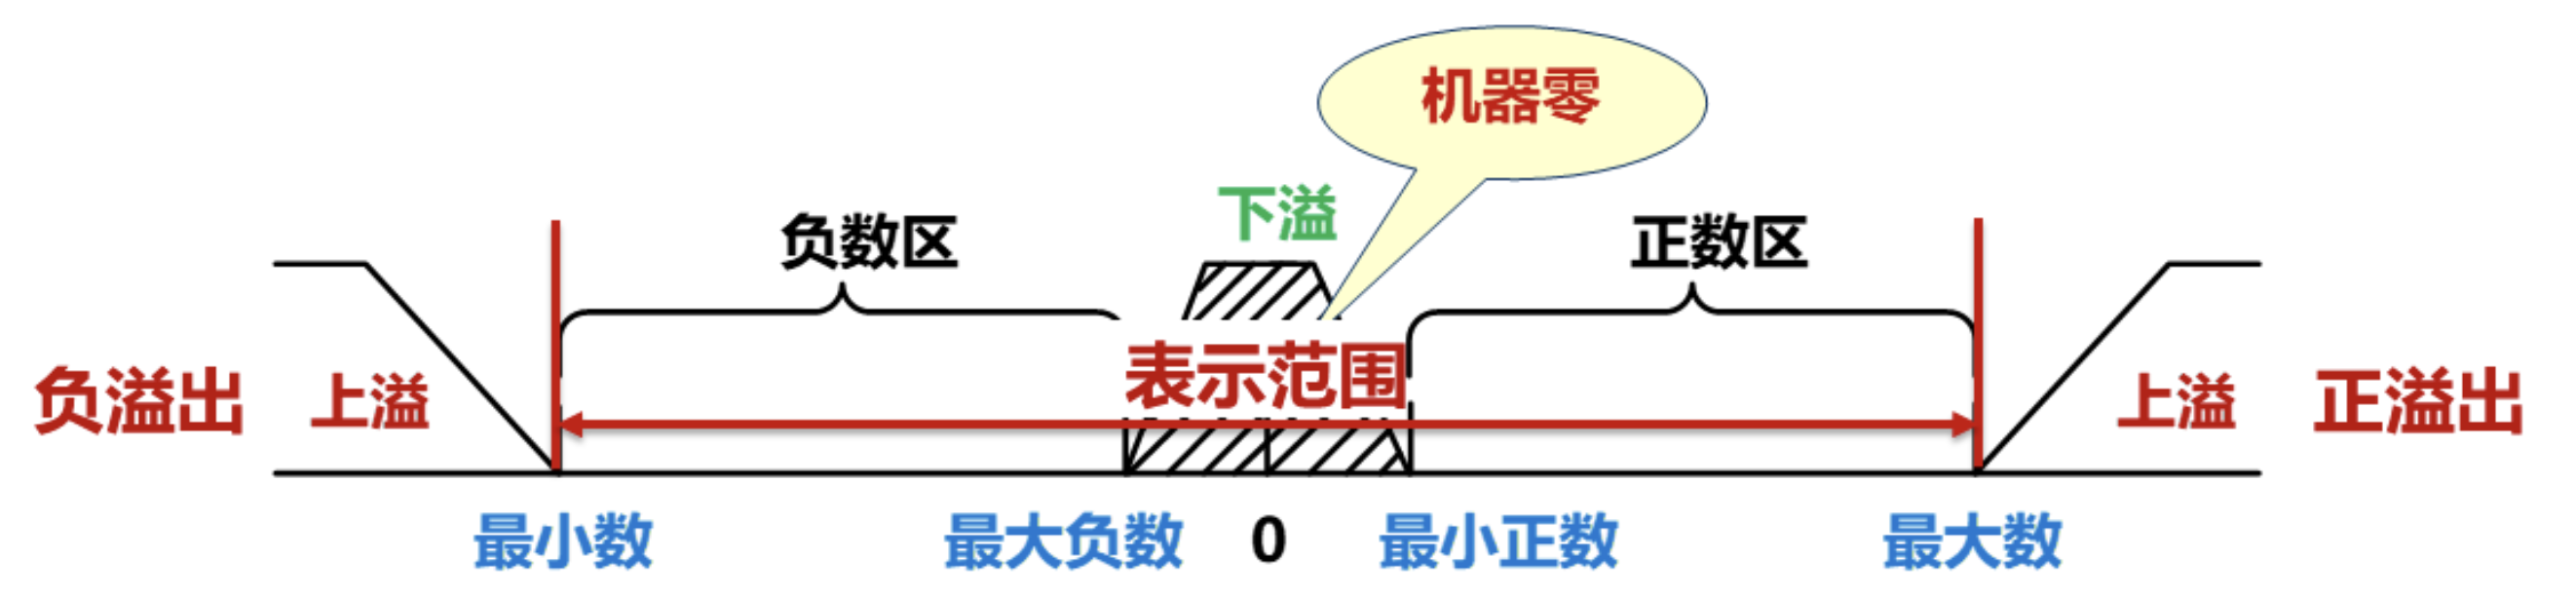 机器零
下溢
负数区
正数区
表示范围
负溢出
上溢
上溢
正溢出
最小数
最大负数
0
最小正数
最大数